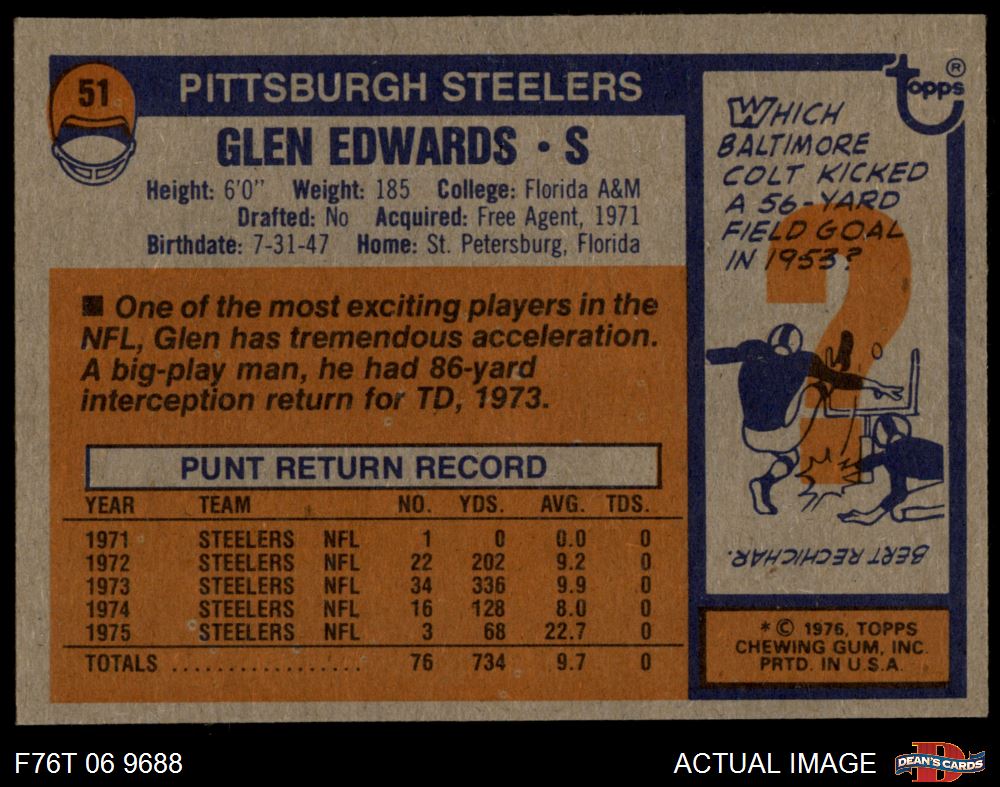 51
PITTSBURGH STEELERS
GLEN EDWARDS • S
Height: 6'0" Weight: 185 College: Florida A&M
Drafted: No Acquired: Free Agent, 1971
Birthdate: 7-31-47 Home: St. Petersburg, Florida
■ One of the most exciting players in the
NFL, Glen has tremendous acceleration.
A big-play man, he had 86-yard
interception return for TD, 1973.
PUNT RETURN RECORD
YEAR TEAM NO. YDS. AVG. TDS.
1971 STEELERS NFL 1 0 0.0 0
1972 STEELERS NFL 22 202 9.2 0
1973 STEELERS NFL 34 336 9.9 0
1974 STEELERS NFL 16 128 8.0 0
1975 STEELERS NFL 3 68 22.7 0
TOTALS .................. 76 734 9.7 0
topps ®
WHICH
BALTIMORE
COLT KICKED
A 56-YARD
FIELD GOAL
IN 1953?
?
BERT RECHICHAR.
* © 1976, TOPPS
CHEWING GUM, INC.
PRTD. IN U.S.A.
F76T 06 9688
ACTUAL IMAGE
D
DEAN'S CARDS